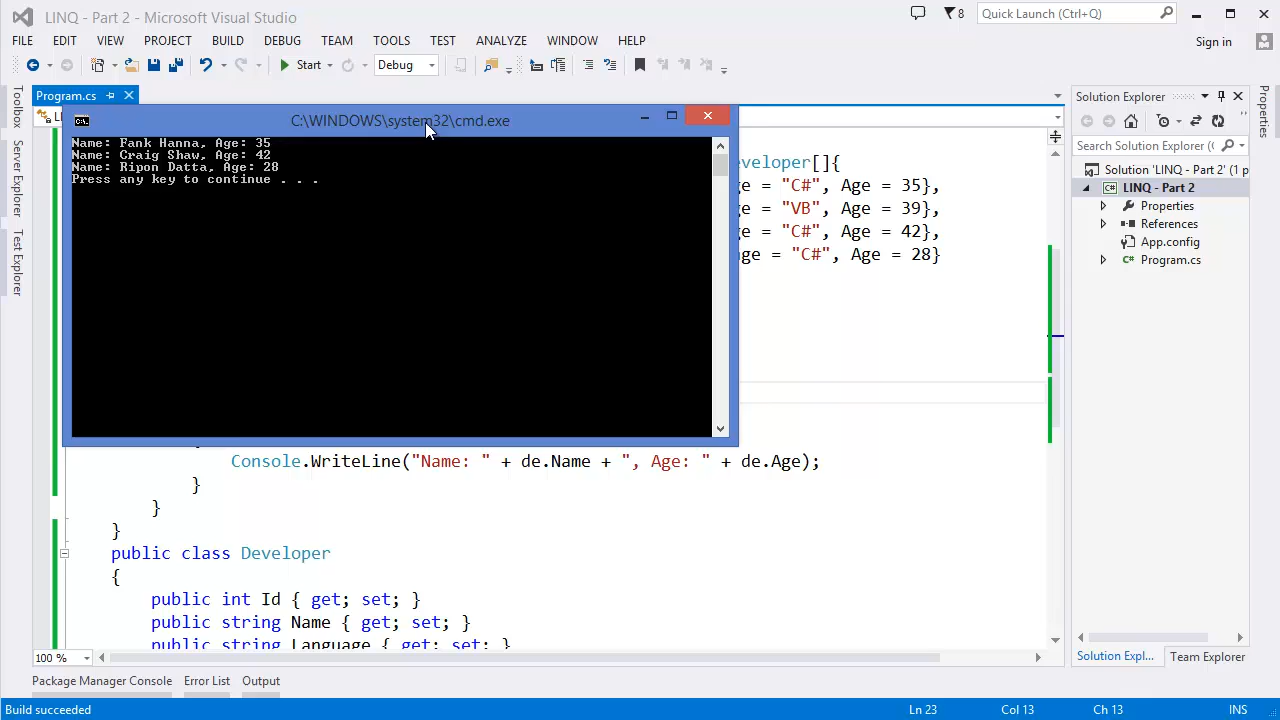 LINQ - Part 2 - Microsoft Visual Studio
8
Quick Launch (Ctrl+Q)
FILE EDIT VIEW PROJECT BUILD DEBUG TEAM TOOLS TEST ANALYZE WINDOW HELP
Sign in
Start
Debug
Toolbox
Server Explorer
Test Explorer
Program.cs
C:\WINDOWS\system32\cmd.exe
Name: Fank Hanna, Age: 35
Name: Craig Shaw, Age: 42
Name: Ripon Datta, Age: 28
Press any key to continue . . .
eveloper[]{
ge = "C#", Age = 35},
ge = "VB", Age = 39},
ge = "C#", Age = 42},
ge = "C#", Age = 28}
Console.WriteLine("Name: " + de.Name + ", Age: " + de.Age);
}
}
}
public class Developer
{
public int Id { get; set; }
public string Name { get; set; }
public string Language { get; set; }
100 %
Solution Explorer
Search Solution Explorer (C
Solution 'LINQ - Part 2' (1 p
LINQ - Part 2
Properties
References
App.config
Program.cs
Solution Expl...
Team Explorer
Properties
Package Manager Console
Error List
Output
Build succeeded
Ln 23
Col 13
Ch 13
INS